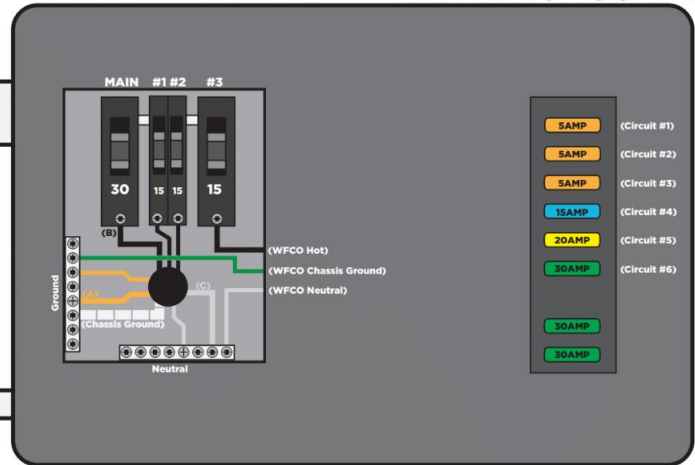 MAIN #1 #2 #3
30 15 15 15
(B)
(WFCO Hot)
(WFCO Chassis Ground)
(WFCO Neutral)
Ground
(A)
(C)
(Chassis Ground)
Neutral
5AMP (Circuit #1)
5AMP (Circuit #2)
5AMP (Circuit #3)
15AMP (Circuit #4)
20AMP (Circuit #5)
30AMP (Circuit #6)
30AMP
30AMP